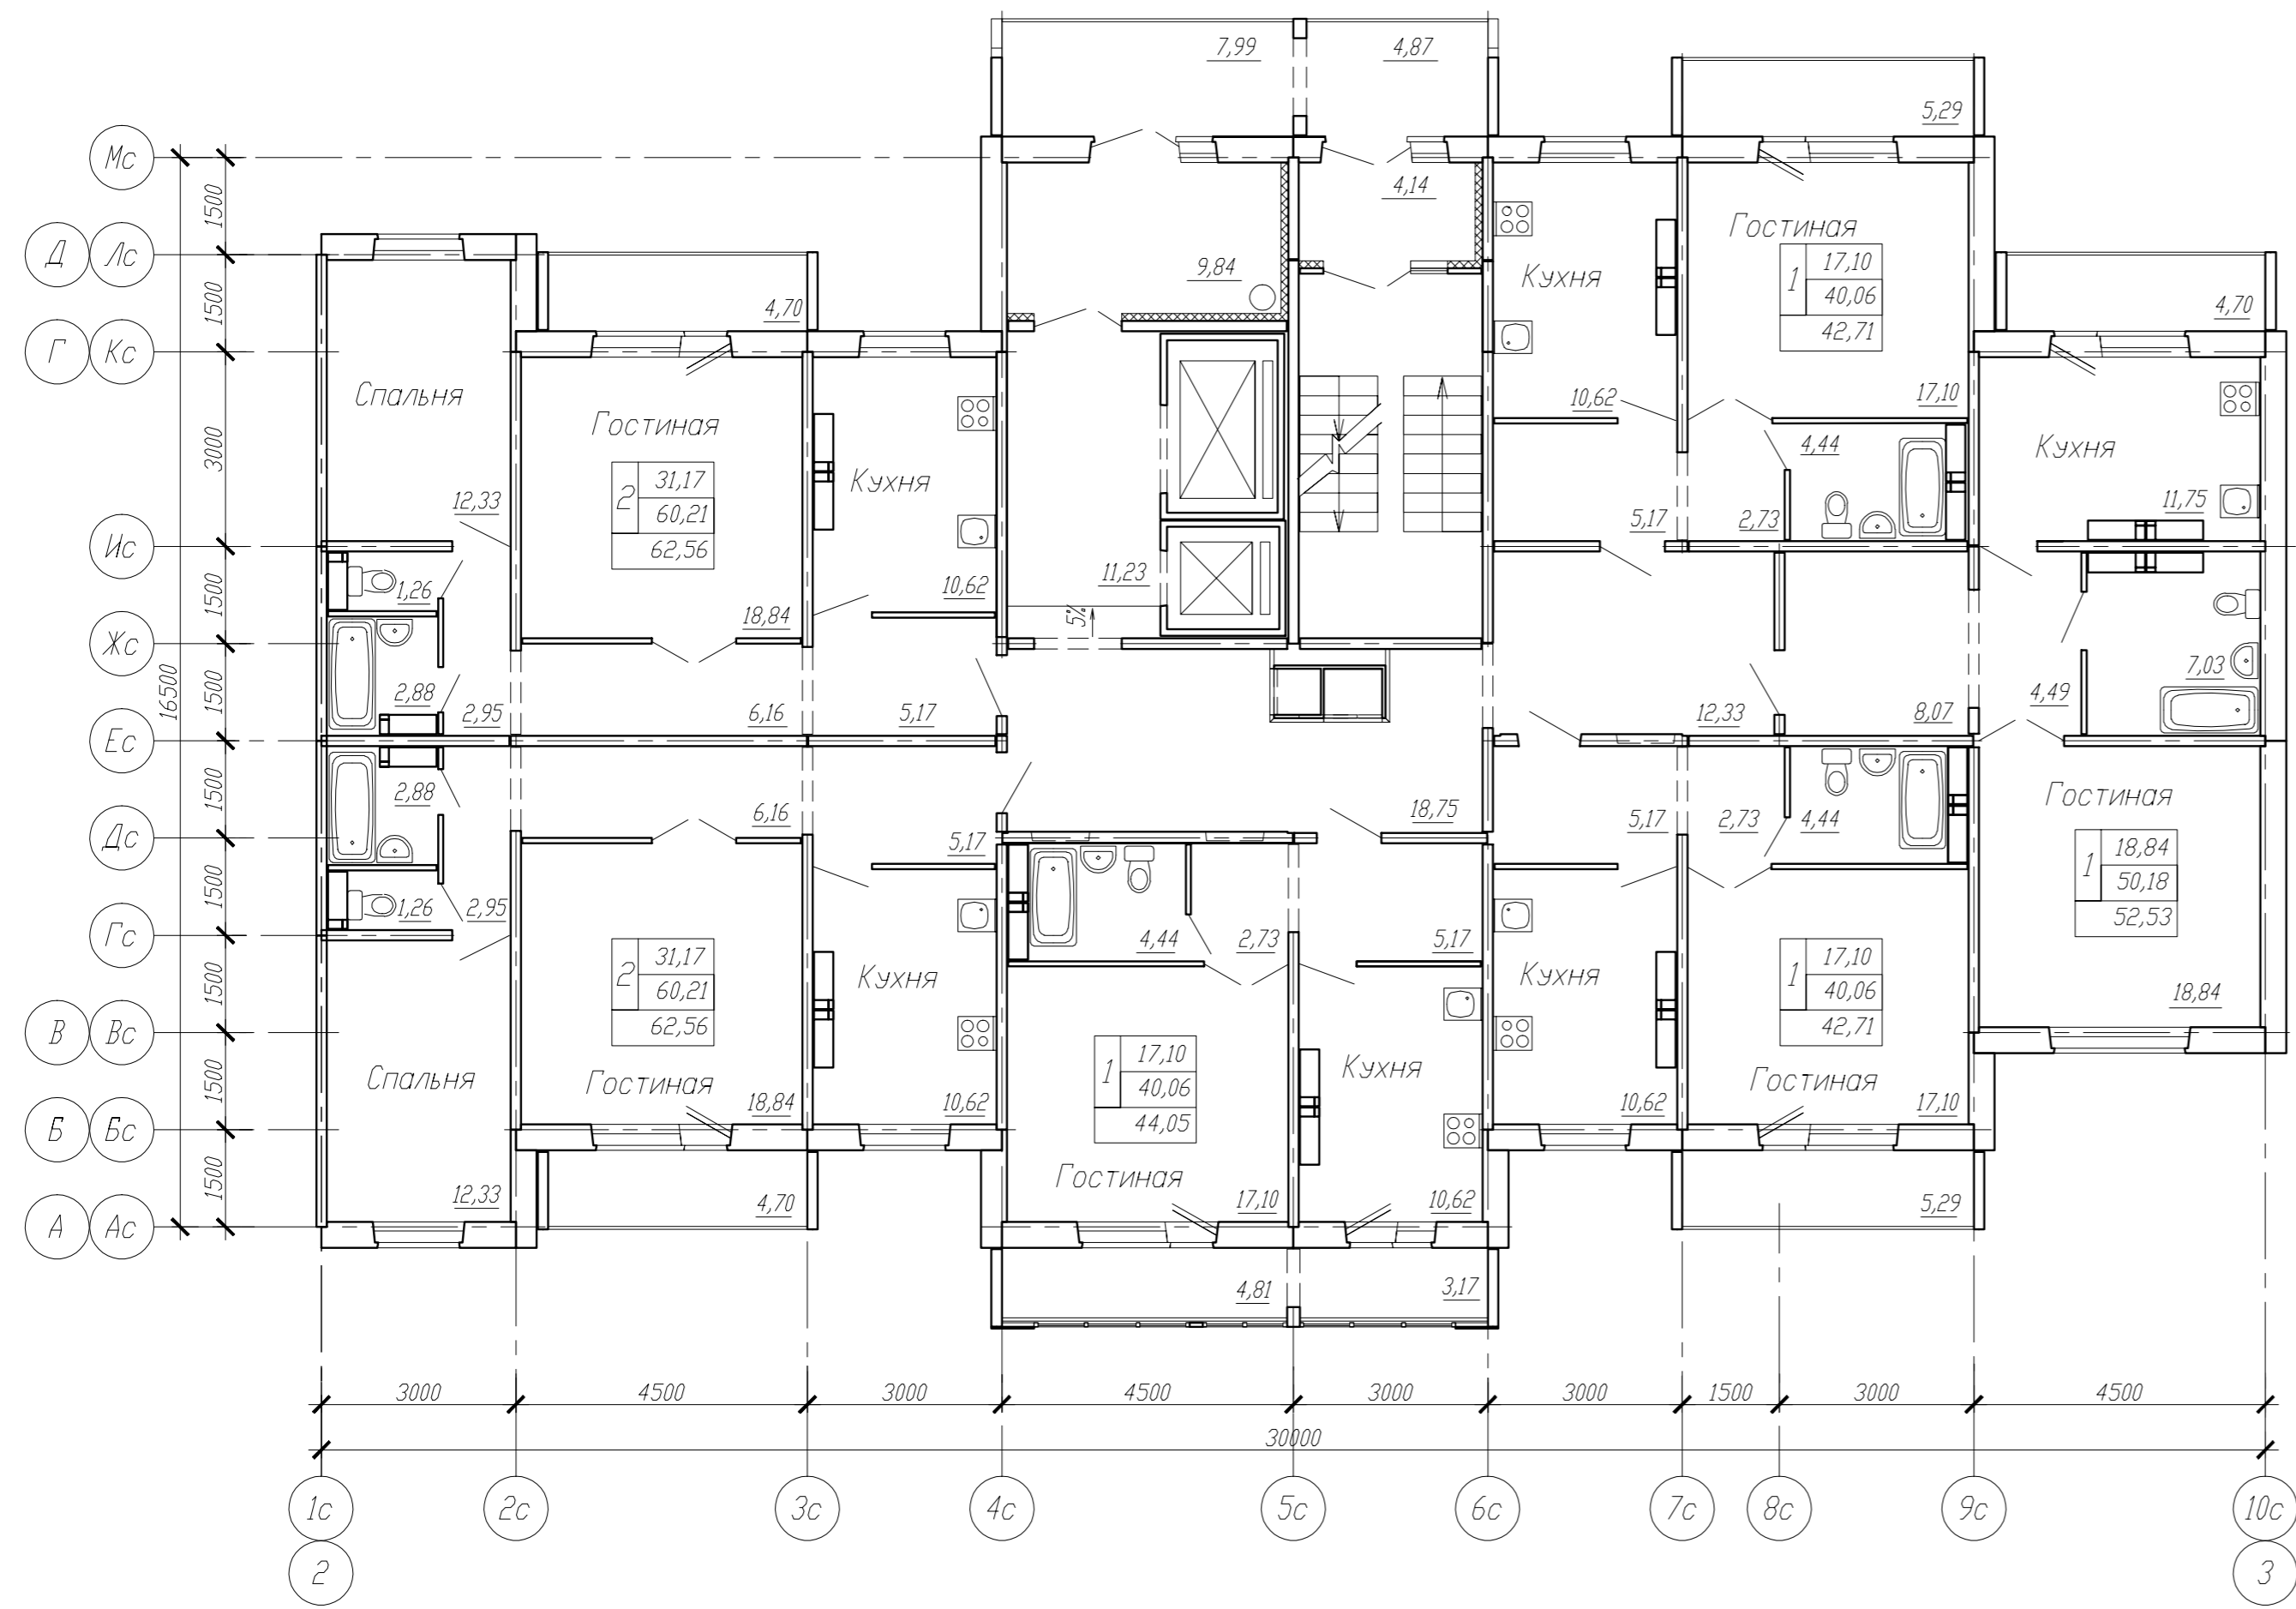 7,99
4,87
5,29
Мс
4,14
1500
Гостиная
Д
Лс
9,84
Кухня
1
17,10
40,06
42,71
1500
4,70
4,70
Г
Кс
Спальня
10,62
17,10
3000
Гостиная
4,44
Кухня
2
31,17
60,21
62,56
Кухня
12,33
11,75
5,17
2,73
Ис
11,23
1,26
10,62
1500
18,84
5%
Жс
7,03
2,88
4,49
16500
1500
2,95
6,16
5,17
12,33
8,07
Ес
1500
2,88
Гостиная
6,16
18,75
5,17
2,73
4,44
Дс
5,17
1
18,84
50,18
52,53
1500
1,26
2,95
Гс
4,44
2,73
5,17
2
31,17
60,21
62,56
Кухня
Кухня
1
17,10
40,06
42,71
1500
18,84
В
Вс
1
17,10
40,06
44,05
Спальня
Гостиная
Кухня
Гостиная
1500
18,84
10,62
10,62
17,10
Б
Бс
Гостиная
1500
12,33
4,70
17,10
10,62
5,29
А
Ас
4,81
3,17
3000
4500
3000
4500
3000
3000
1500
3000
4500
30000
1с
2с
3с
4с
5с
6с
7с
8с
9с
10с
2
3